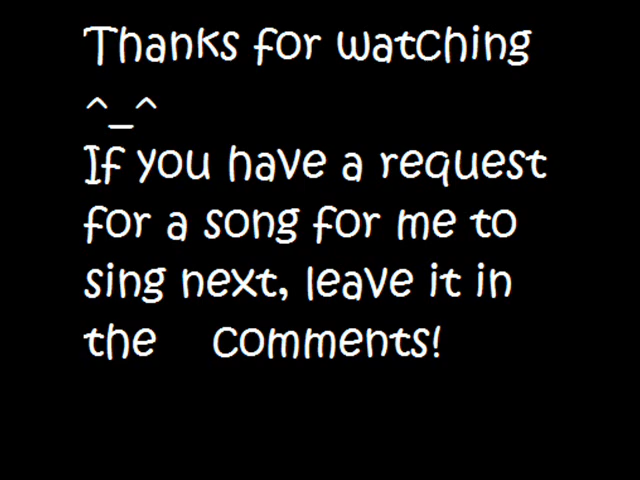 Thanks for watching
^_^
If you have a request
for a song for me to
sing next, leave it in
the    comments!